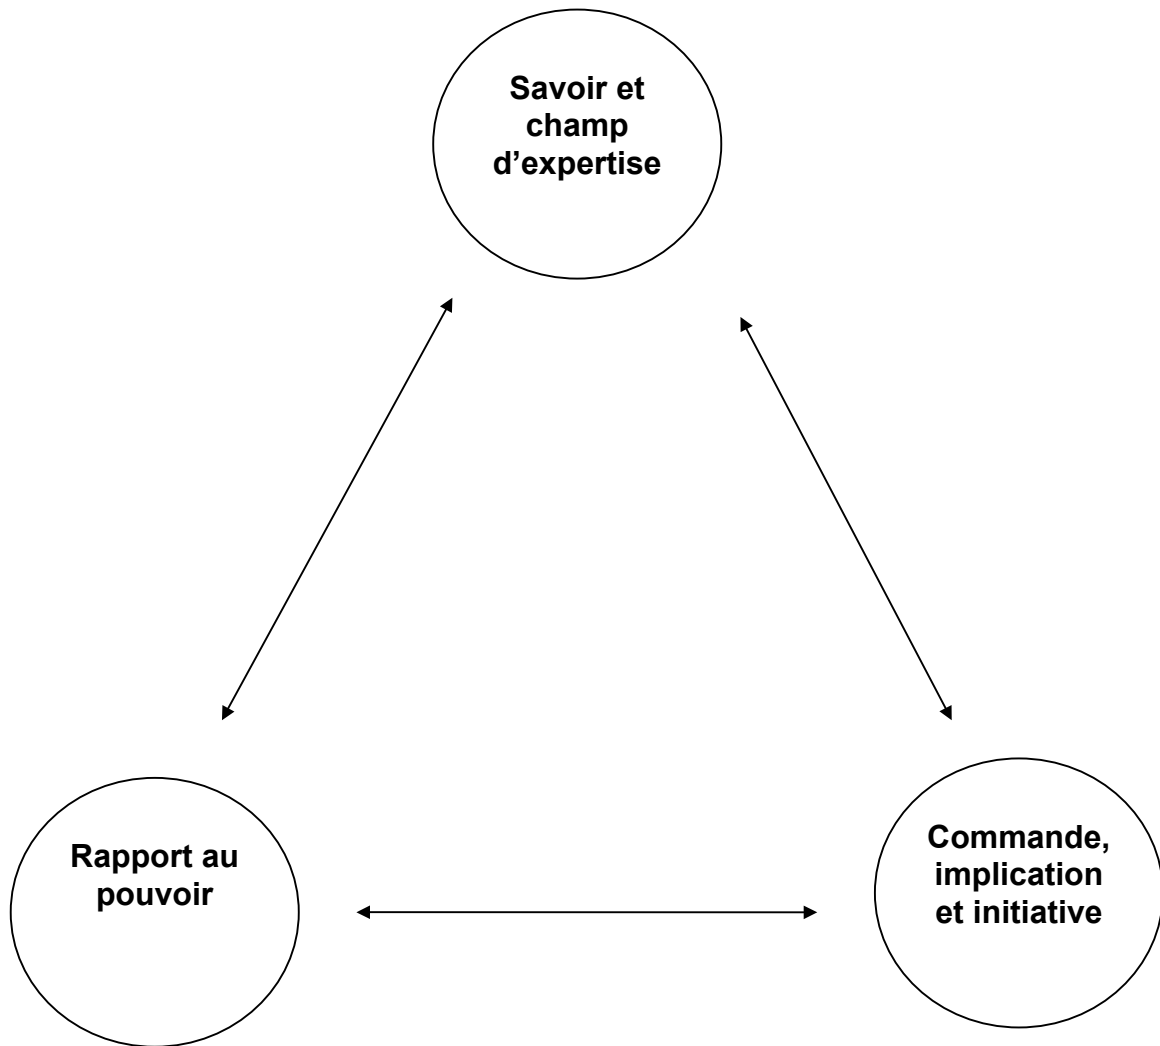 Savoir et
champ
d’expertise
Rapport au
pouvoir
Commande,
implication
et initiative